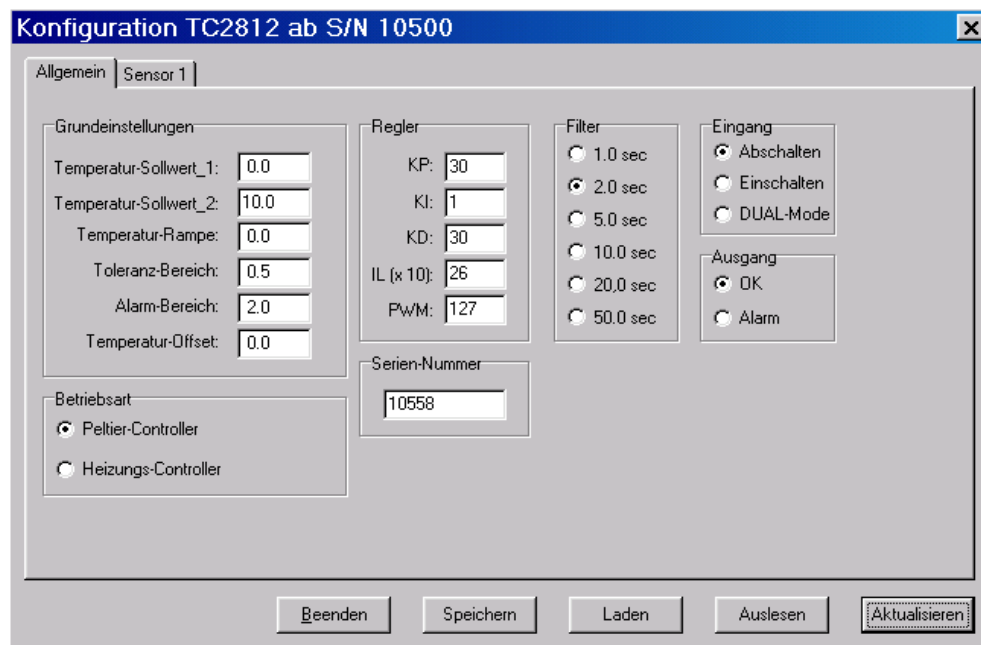 Konfiguration TC2812 ab S/N 10500
Allgemein
Sensor 1
Grundeinstellungen
Temperatur-Sollwert_1: 0.0
Temperatur-Sollwert_2: 10.0
Temperatur-Rampe: 0.0
Toleranz-Bereich: 0.5
Alarm-Bereich: 2.0
Temperatur-Offset: 0.0
Betriebsart
Peltier-Controller
Heizungs-Controller
Regler
KP: 30
KI: 1
KD: 30
IL (x 10): 26
PWM: 127
Serien-Nummer
10558
Filter
1.0 sec
2.0 sec
5.0 sec
10.0 sec
20,0 sec
50.0 sec
Eingang
Abschalten
Einschalten
DUAL-Mode
Ausgang
OK
Alarm
Beenden
Speichern
Laden
Auslesen
Aktualisieren